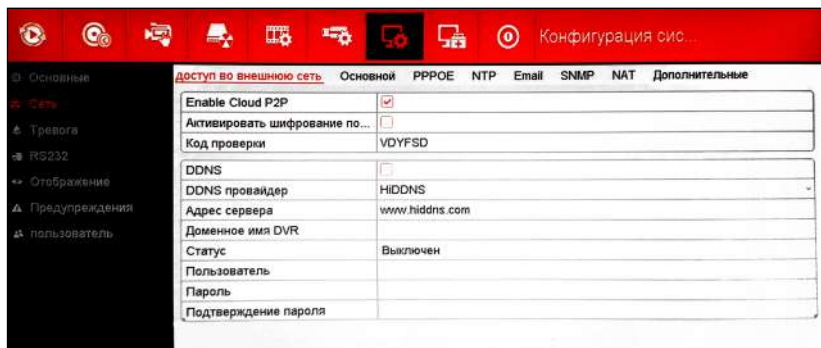 Конфигурация сис...
Основные
Сеть
Тревога
RS232
Отображение
Предупреждения
пользователь
доступ во внешнюю сеть Основной PPPOE NTP Email SNMP NAT Дополнительные
Enable Cloud P2P
Активировать шифрование по...
Код проверки VDYFSD
DDNS
DDNS провайдер HiDDNS
Адрес сервера www.hiddns.com
Доменное имя DVR
Статус Выключен
Пользователь
Пароль
Подтверждение пароля